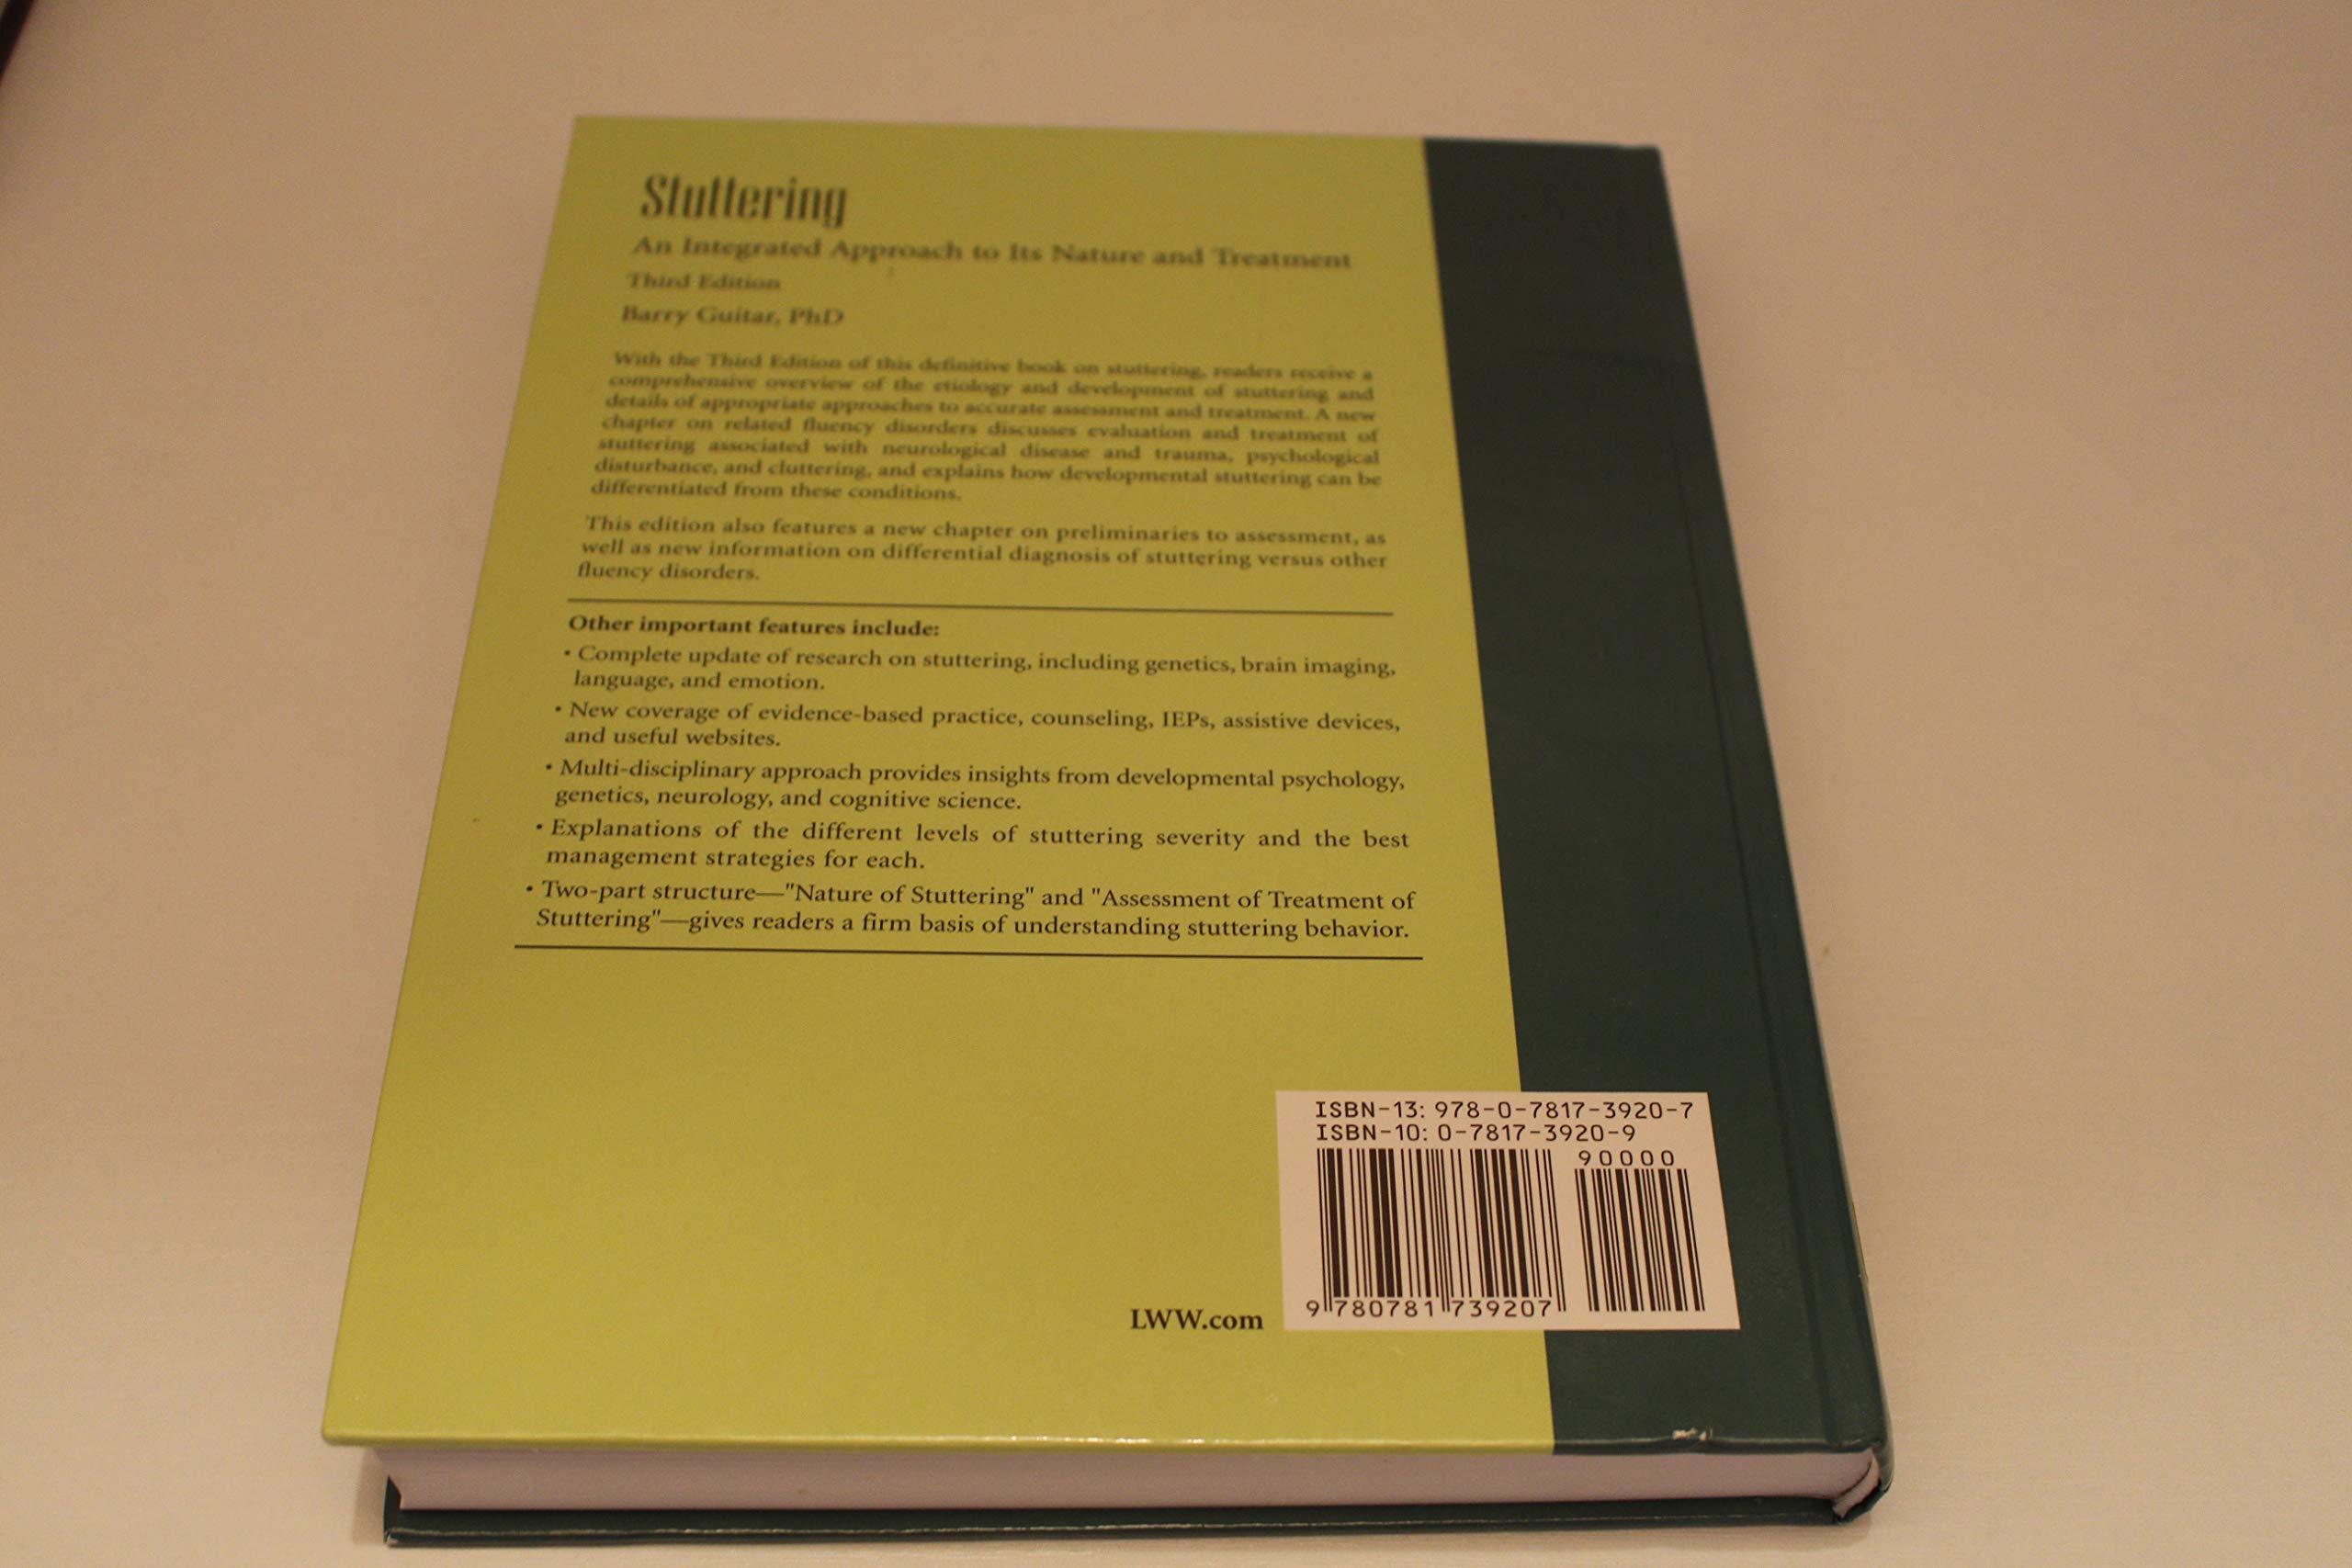 Stuttering
An Integrated Approach to Its Nature and Treatment
Third Edition
Barry Guitar, PhD
With the Third Edition of this definitive book on stuttering, readers receive a
comprehensive overview of the etiology and development of stuttering and
details of appropriate approaches to accurate assessment and treatment. A new
chapter on related fluency disorders discusses evaluation and treatment of
stuttering associated with neurological disease and trauma, psychological
disturbance, and cluttering, and explains how developmental stuttering can be
differentiated from these conditions.
This edition also features a new chapter on preliminaries to assessment, as
well as new information on differential diagnosis of stuttering versus other
fluency disorders.
Other important features include:
• Complete update of research on stuttering, including genetics, brain imaging,
language, and emotion.
• New coverage of evidence-based practice, counseling, IEPs, assistive devices,
and useful websites.
• Multi-disciplinary approach provides insights from developmental psychology,
genetics, neurology, and cognitive science.
• Explanations of the different levels of stuttering severity and the best
management strategies for each.
• Two-part structure—"Nature of Stuttering" and "Assessment of Treatment of
Stuttering"—gives readers a firm basis of understanding stuttering behavior.
ISBN-13: 978-0-7817-3920-7
ISBN-10: 0-7817-3920-9
90000
9 780781 739207
LWW.com